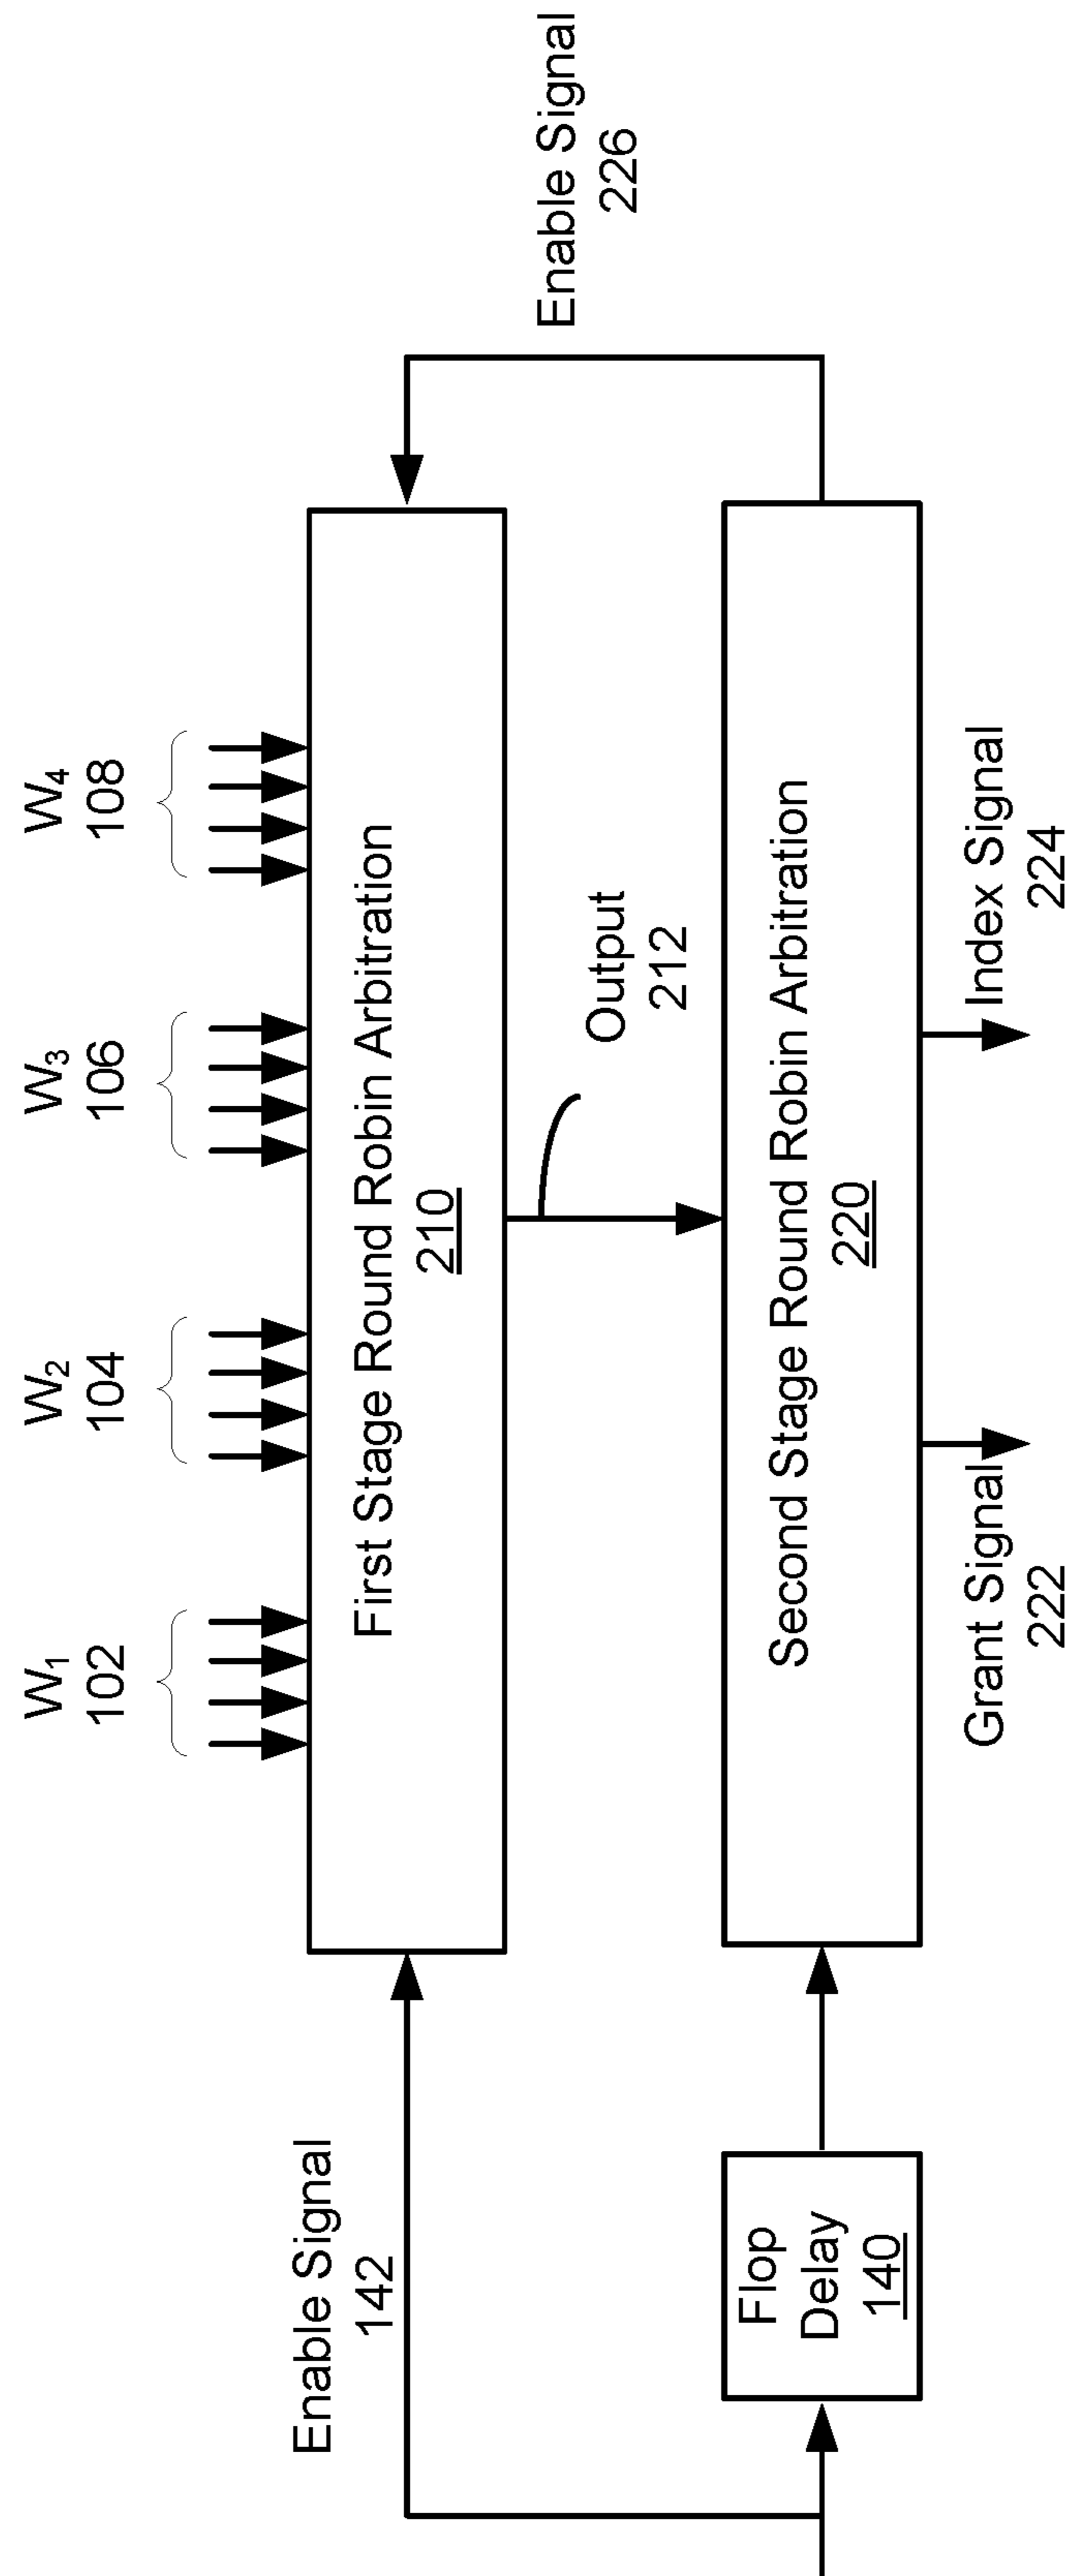 W1
102
W2
104
W3
106
W4
108
Enable Signal
142
First Stage Round Robin Arbitration
210
Enable Signal
226
Output
212
Flop
Delay
140
Second Stage Round Robin Arbitration
220
Grant Signal
222
Index Signal
224